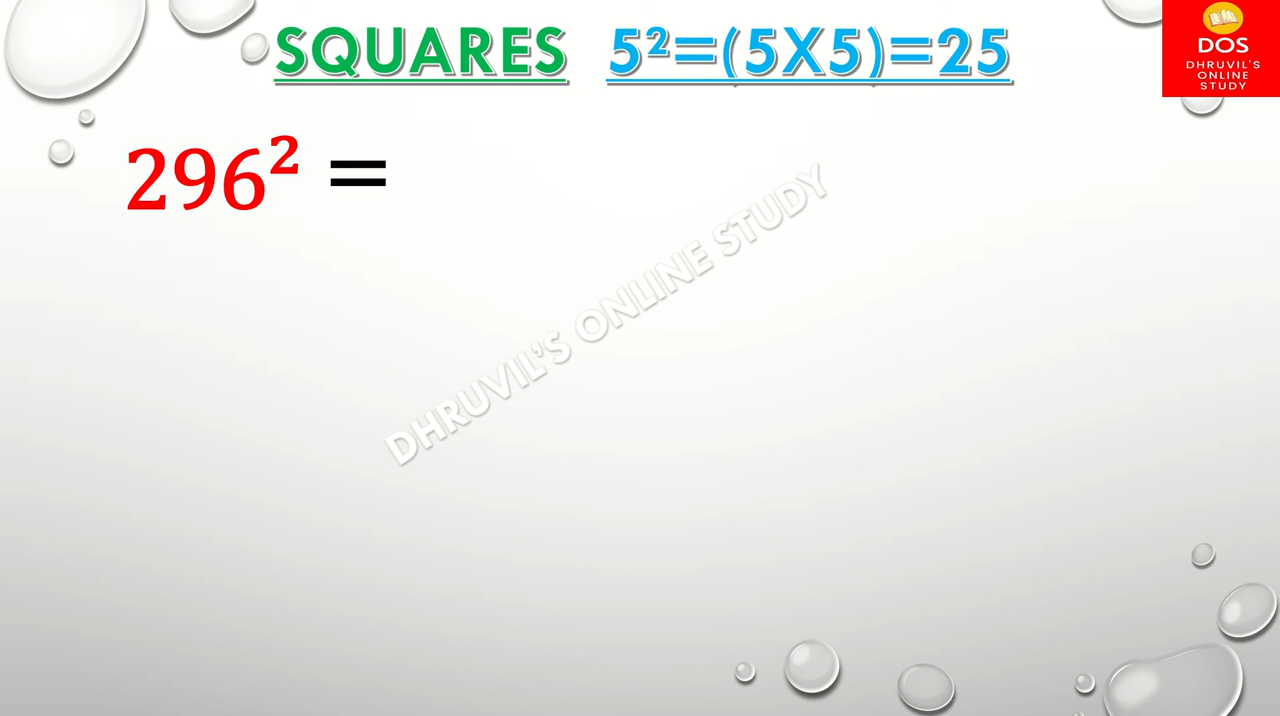 SQUARES 5²=(5X5)=25
DOS
DHRUVIL'S
ONLINE
STUDY
296² =
DHRUVIL'S ONLINE STUDY